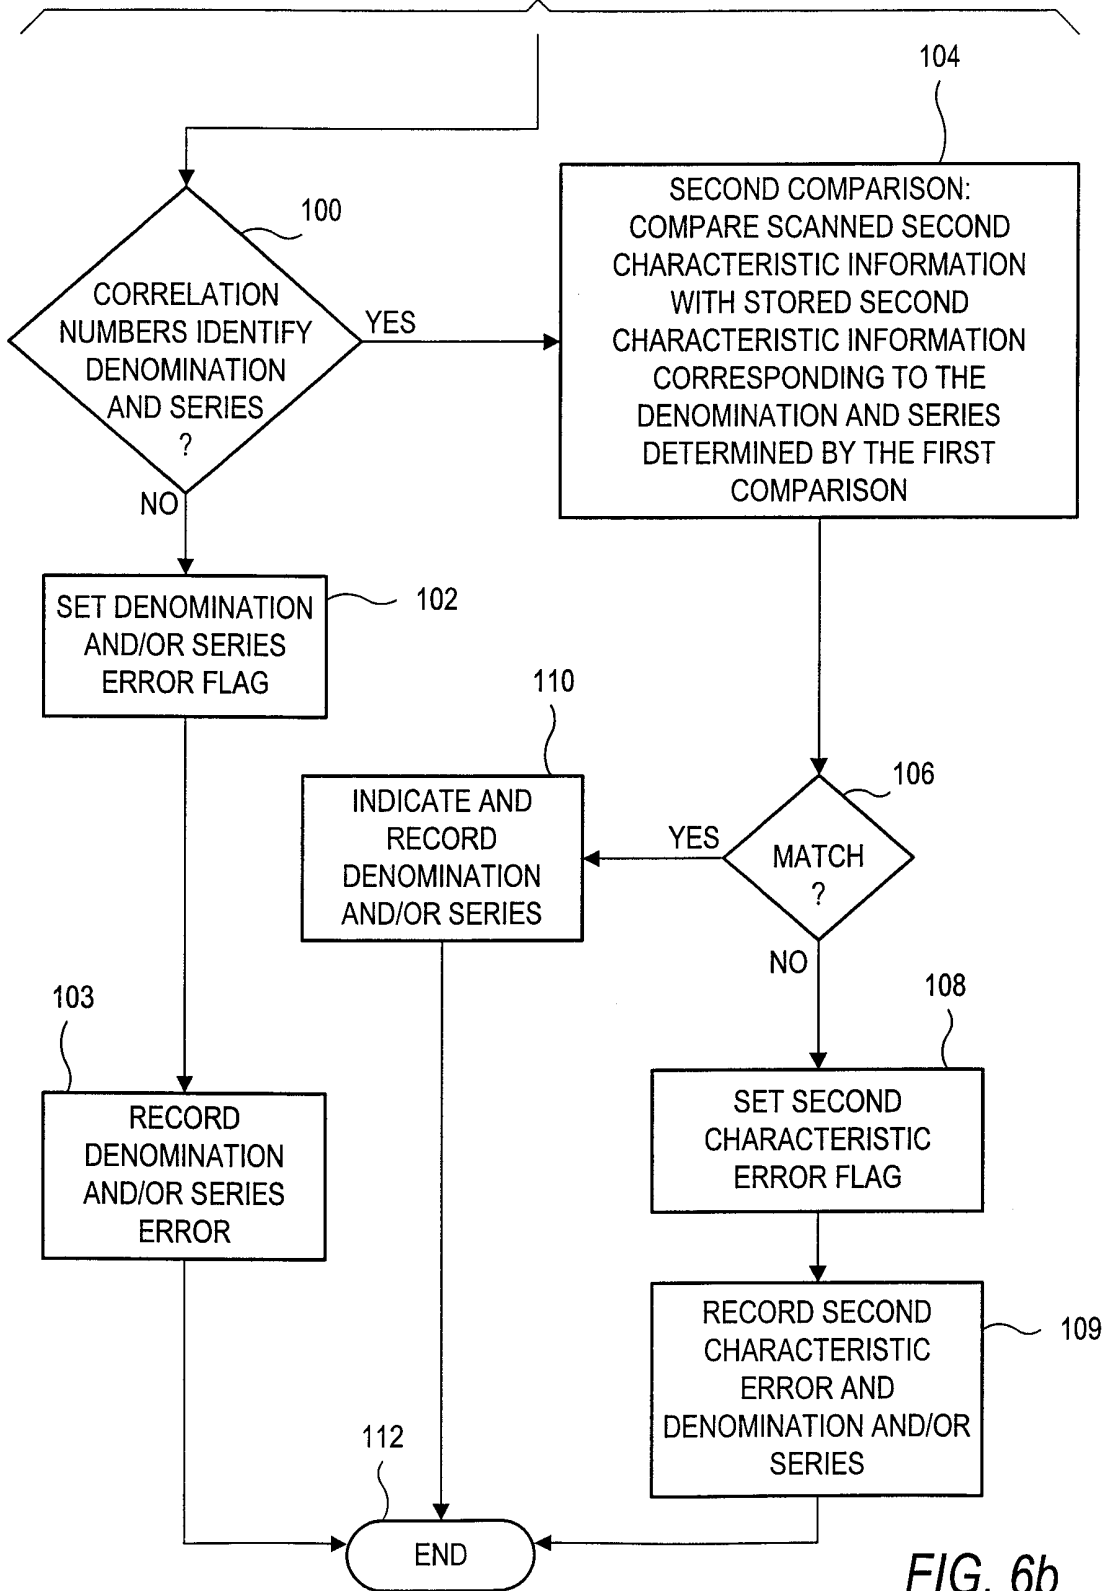 104
SECOND COMPARISON:
COMPARE SCANNED SECOND
CHARACTERISTIC INFORMATION
WITH STORED SECOND
CHARACTERISTIC INFORMATION
CORRESPONDING TO THE
DENOMINATION AND SERIES
DETERMINED BY THE FIRST
COMPARISON
100
CORRELATION
NUMBERS IDENTIFY
DENOMINATION
AND SERIES
?
YES
NO
SET DENOMINATION
AND/OR SERIES
ERROR FLAG
102
110
INDICATE AND
RECORD
DENOMINATION
AND/OR SERIES
YES
106
MATCH
?
NO
103
RECORD
DENOMINATION
AND/OR SERIES
ERROR
108
SET SECOND
CHARACTERISTIC
ERROR FLAG
RECORD SECOND
CHARACTERISTIC
ERROR AND
DENOMINATION AND/OR
SERIES
109
112
END
FIG. 6b